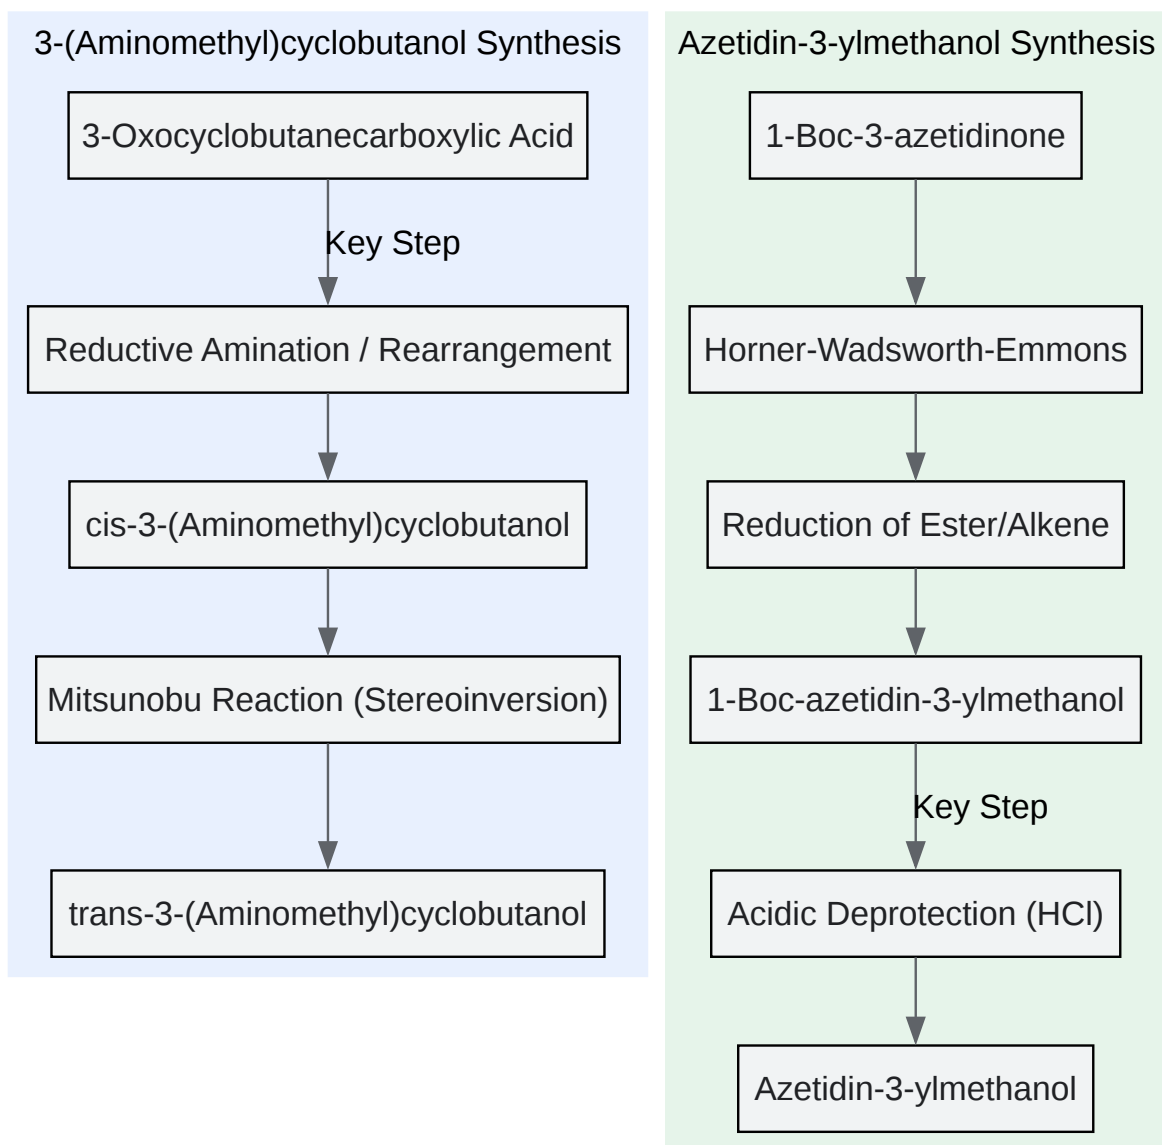 3-(Aminomethyl)cyclobutanol Synthesis
3-Oxocyclobutanecarboxylic Acid
Key Step
Reductive Amination / Rearrangement
cis-3-(Aminomethyl)cyclobutanol
Mitsunobu Reaction (Stereoinversion)
trans-3-(Aminomethyl)cyclobutanol
Azetidin-3-ylmethanol Synthesis
1-Boc-3-azetidinone
Horner-Wadsworth-Emmons
Reduction of Ester/Alkene
1-Boc-azetidin-3-ylmethanol
Key Step
Acidic Deprotection (HCl)
Azetidin-3-ylmethanol